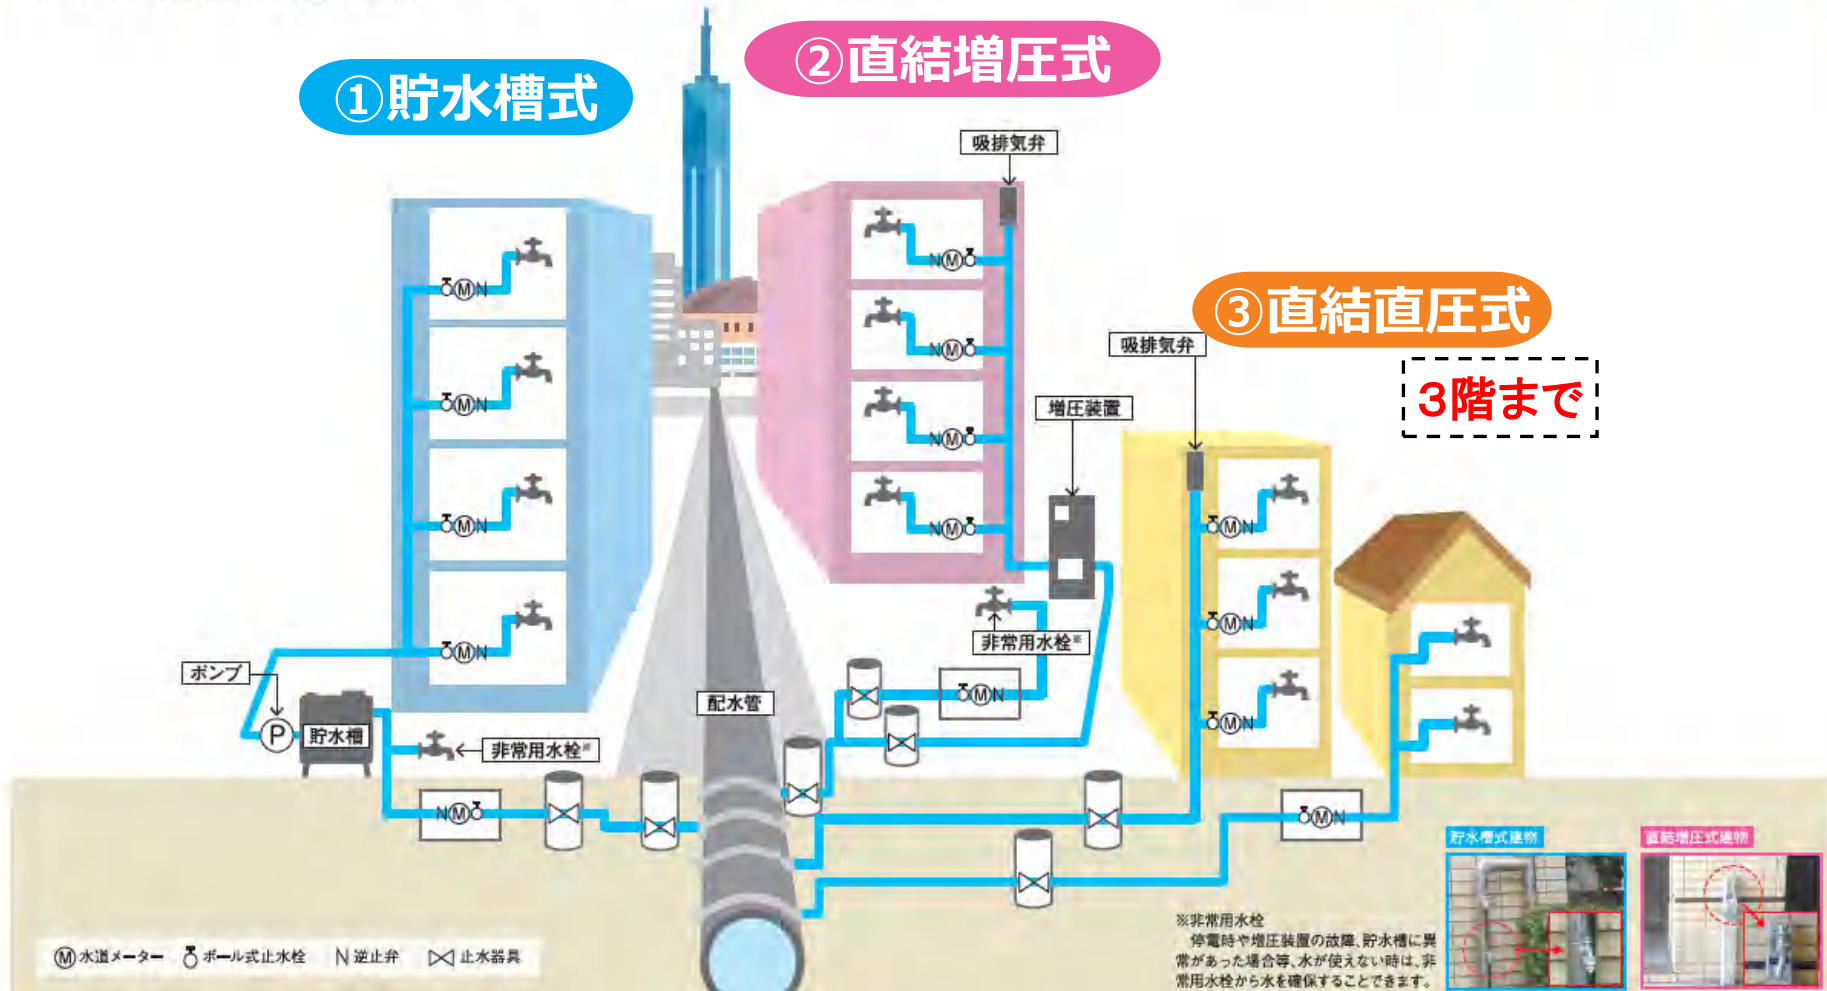 ①貯水槽式
②直結増圧式
吸排気弁
③直結直圧式
吸排気弁
3階まで
増圧装置
非常用水栓※
ポンプ
P
貯水槽
配水管
非常用水栓※
M N
M N
M N
M N
N M
N M
N M
N M
M N
M N
M N
M N
N M
M N
貯水槽式建物
直結増圧式建物
※非常用水栓
停電時や増圧装置の故障、貯水槽に異
常があった場合等、水が使えない時は、非
常用水栓から水を確保することできます。
M 水道メーター ボール式止水栓 N 逆止弁 止水器具